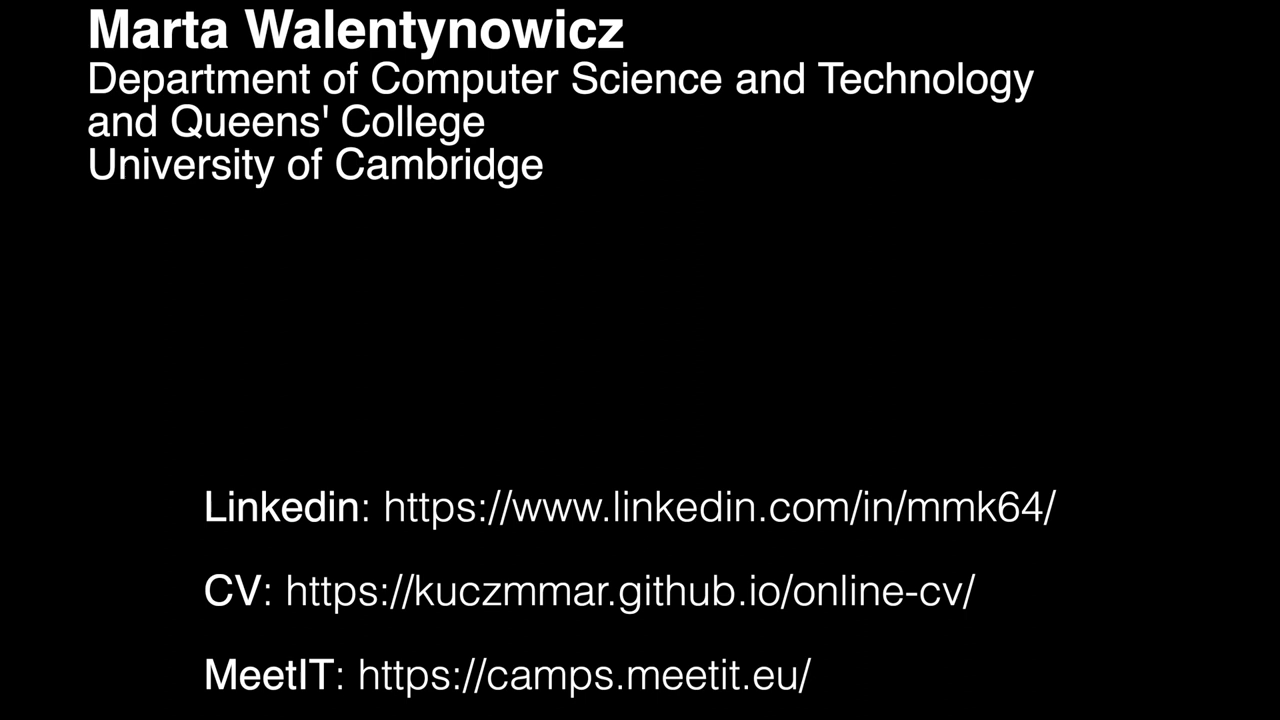 Marta Walentynowicz
Department of Computer Science and Technology
and Queens' College
University of Cambridge
Linkedin: https://www.linkedin.com/in/mmk64/
CV: https://kuczmmar.github.io/online-cv/
MeetIT: https://camps.meetit.eu/